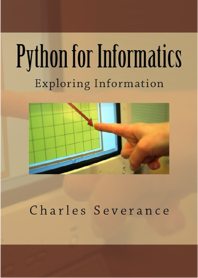 Python for Informatics
Exploring Information
Charles Severance